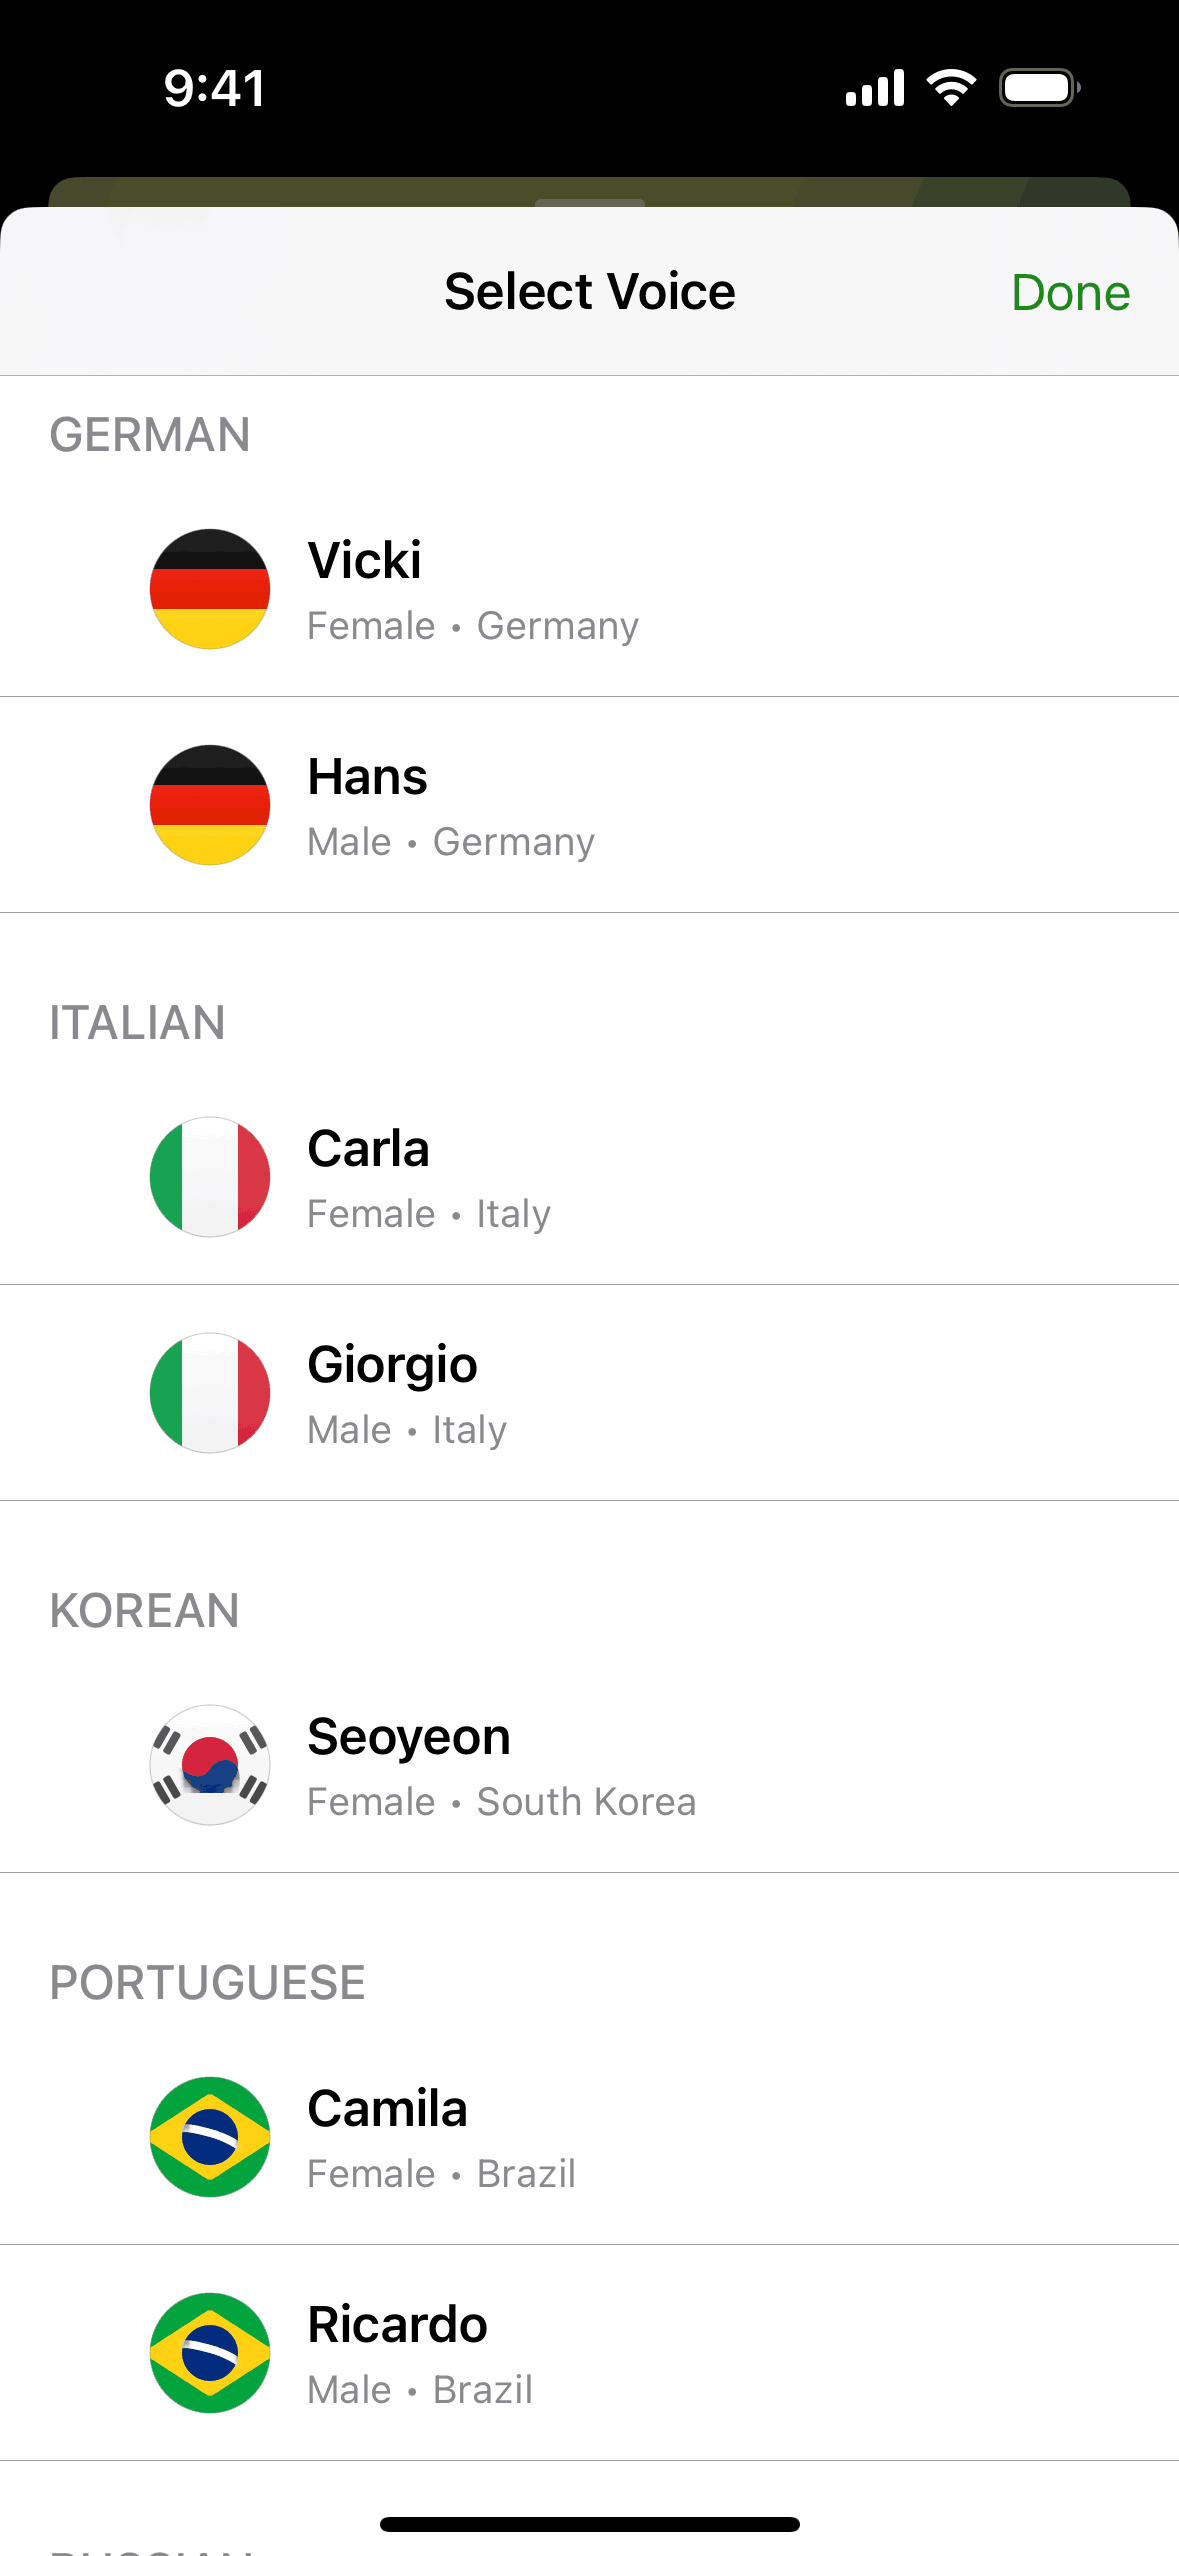 9:41
Select Voice
Done
GERMAN
Vicki
Female • Germany
Hans
Male • Germany
ITALIAN
Carla
Female • Italy
Giorgio
Male • Italy
KOREAN
Seoyeon
Female • South Korea
PORTUGUESE
Camila
Female • Brazil
Ricardo
Male • Brazil
RUSSIAN